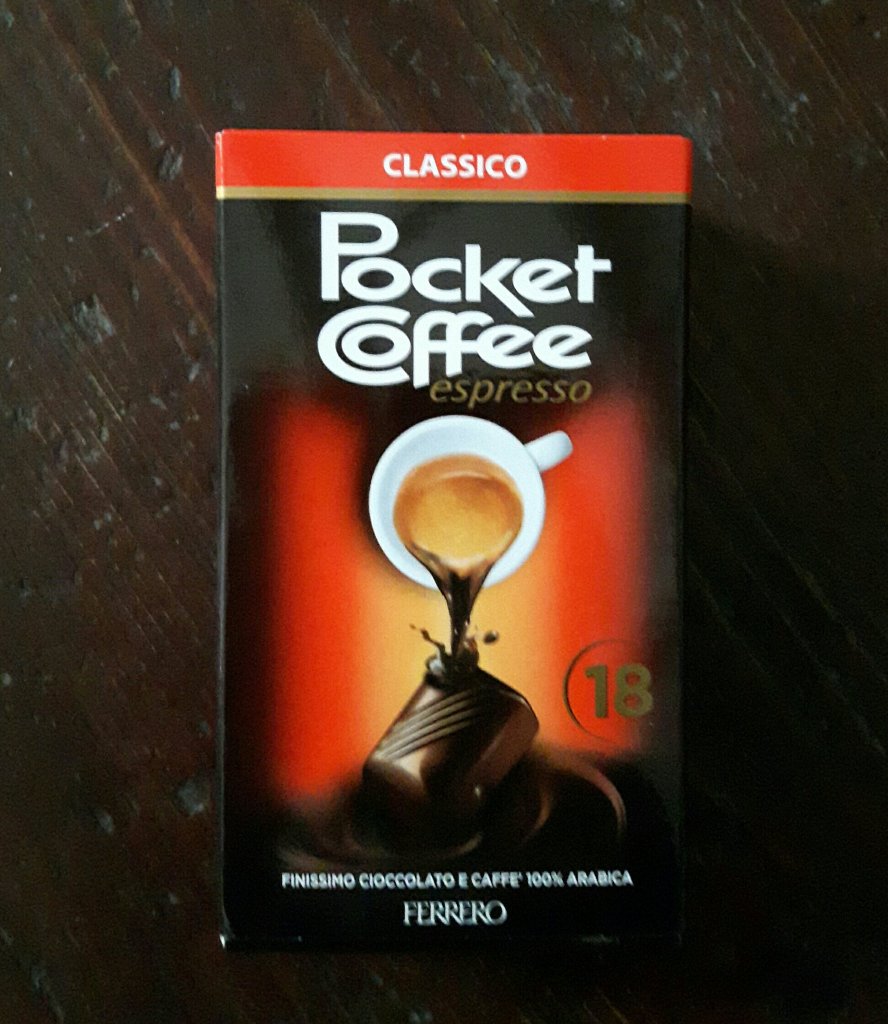 CLASSICO
Pocket
Coffee
espresso
18
FINISSIMO CIOCCOLATO E CAFFE' 100% ARABICA
FERRERO